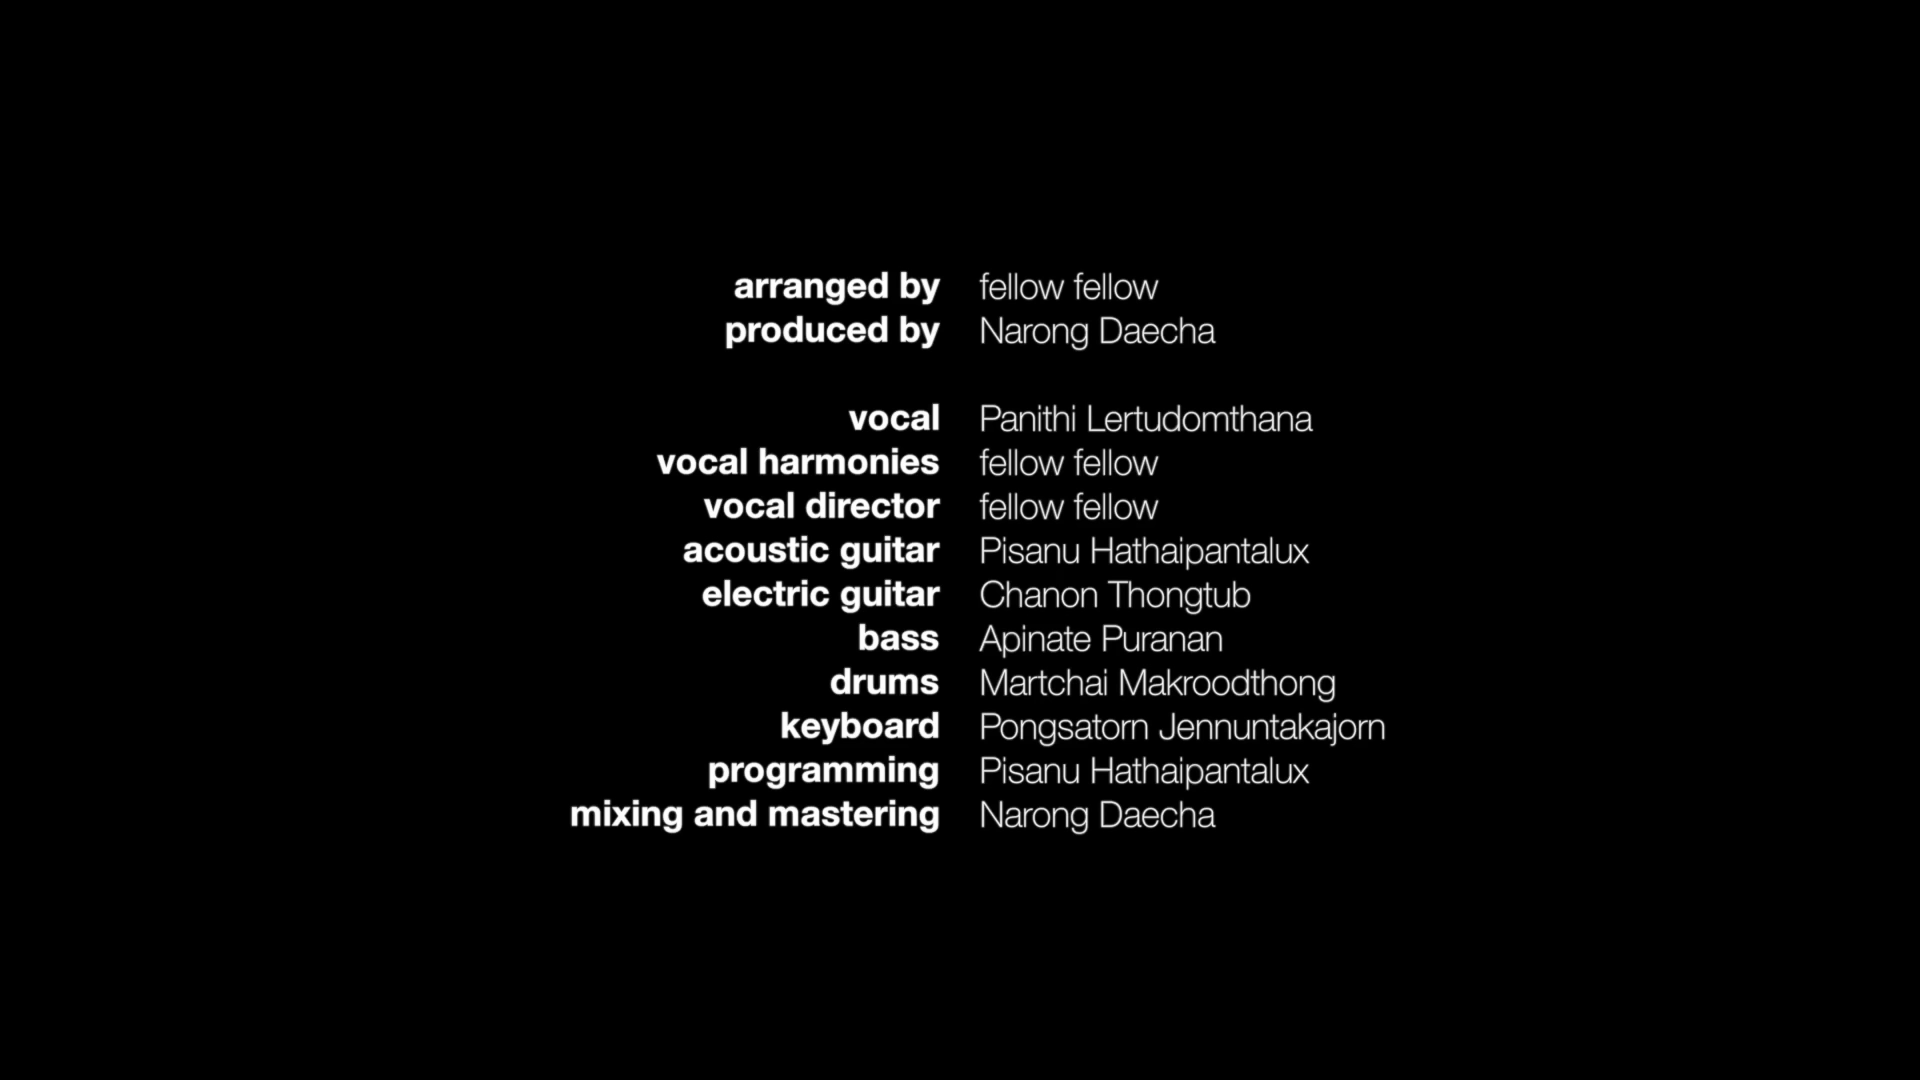 arranged by fellow fellow
produced by Narong Daecha
vocal Panithi Lertudomthana
vocal harmonies fellow fellow
vocal director fellow fellow
acoustic guitar Pisanu Hathaipantalux
electric guitar Chanon Thongtub
bass Apinate Puranan
drums Martchai Makroodthong
keyboard Pongsatorn Jennuntakajorn
programming Pisanu Hathaipantalux
mixing and mastering Narong Daecha